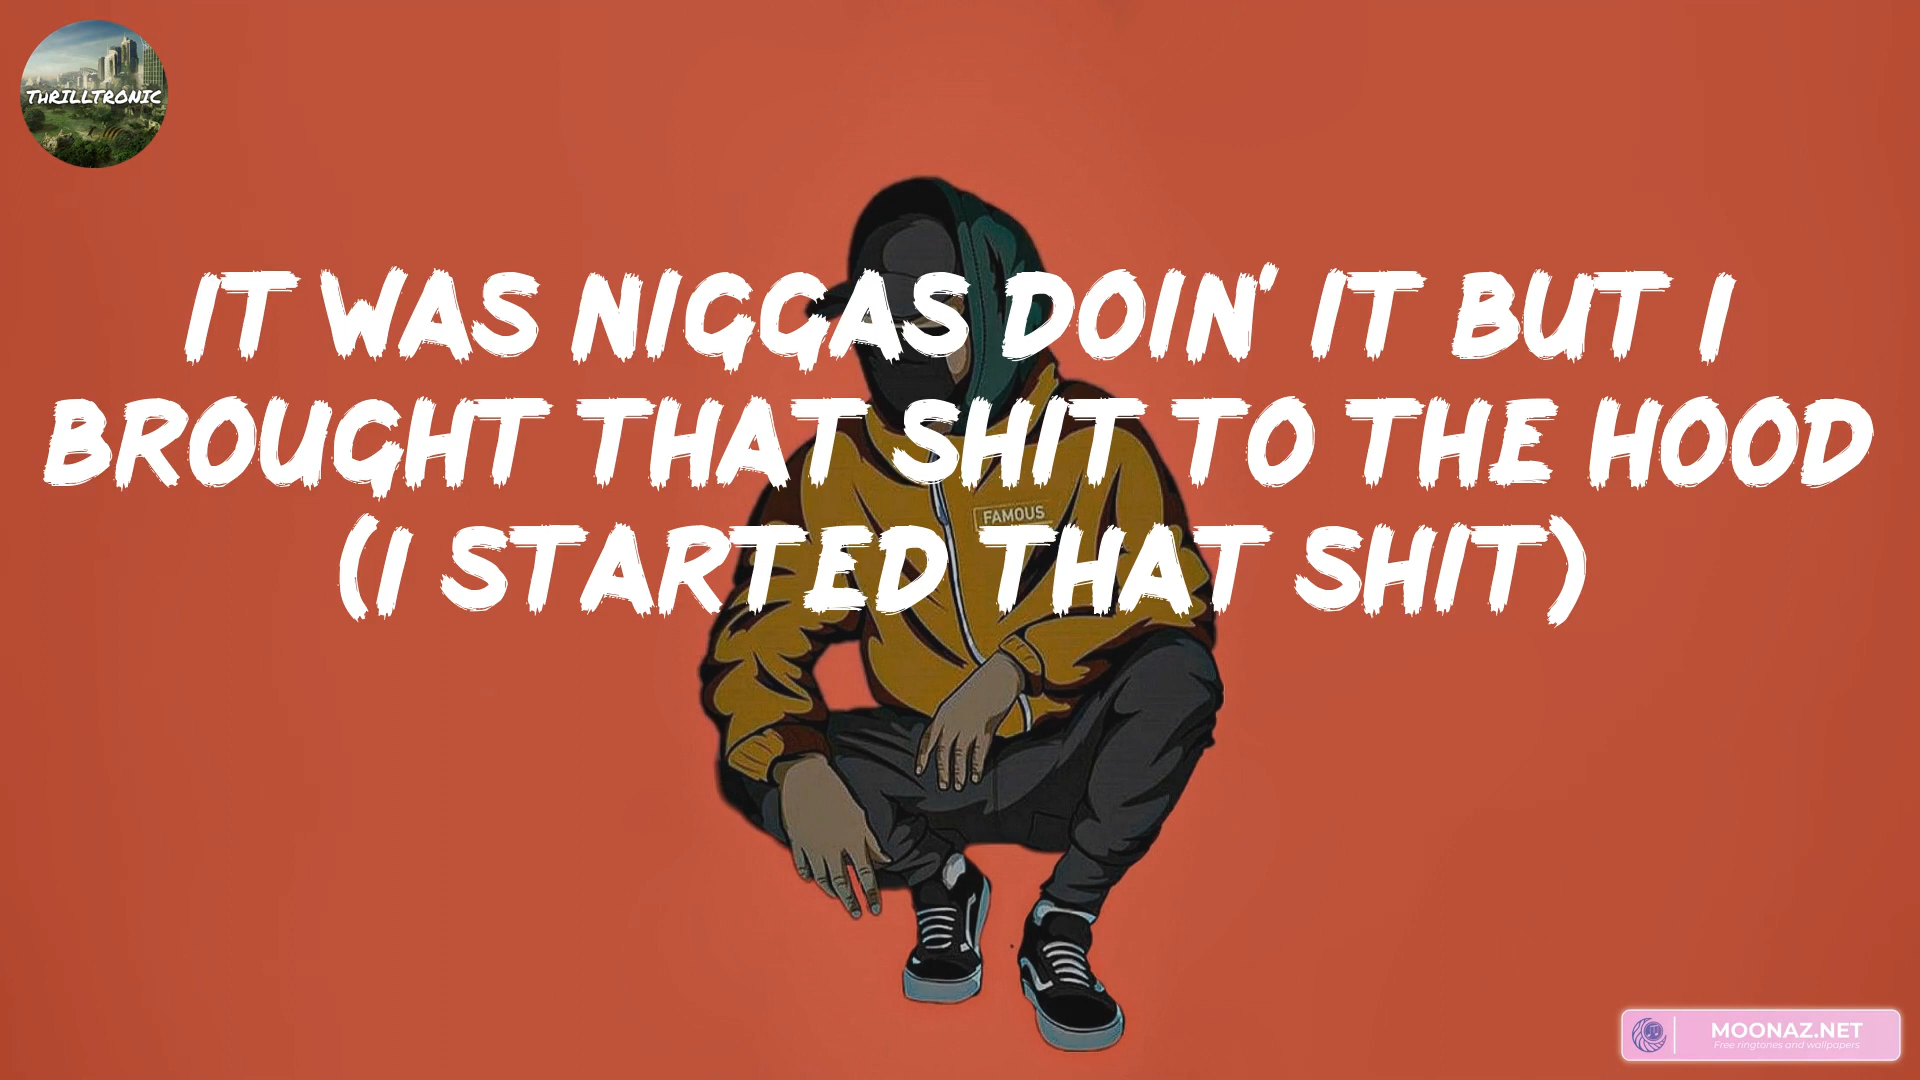 THRILLTRONIC
IT WAS NIGGAS DOIN' IT BUT I
BROUGHT THAT SHIT TO THE HOOD
FAMOUS
(I STARTED THAT SHIT)
MOONAZ.NET
Free ringtones and wallpapers